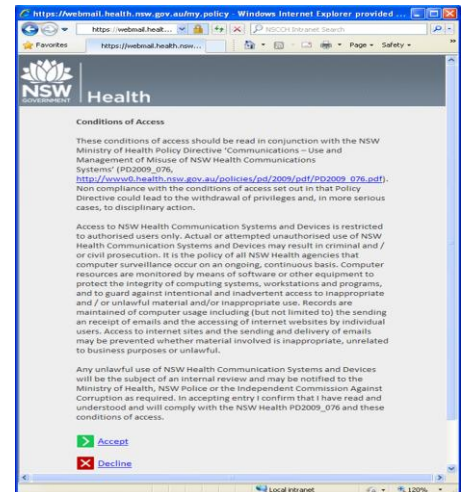 https://webmail.health.nsw.gov.au/my.policy - Windows Internet Explorer provided ...
https://webmail.healt...
NSCCH Intranet Search
Favorites
https://webmail.health.nsw....
Page
Safety
NSW
GOVERNMENT
Health
Conditions of Access
These conditions of access should be read in conjunction with the NSW
Ministry of Health Policy Directive 'Communications – Use and
Management of Misuse of NSW Health Communications
Systems' (PD2009_076,
http://www0.health.nsw.gov.au/policies/pd/2009/pdf/PD2009_076.pdf).
Non compliance with the conditions of access set out in that Policy
Directive could lead to the withdrawal of privileges and, in more serious
cases, to disciplinary action.
Access to NSW Health Communication Systems and Devices is restricted
to authorised users only. Actual or attempted unauthorised use of NSW
Health Communication Systems and Devices may result in criminal and /
or civil prosecution. It is the policy of all NSW Health agencies that
computer surveillance occur on an ongoing, continuous basis. Computer
resources are monitored by means of software or other equipment to
protect the integrity of computing systems, workstations and programs,
and to guard against intentional and inadvertent access to inappropriate
and / or unlawful material and/or inappropriate use. Records are
maintained of computer usage including (but not limited to) the sending
an receipt of emails and the accessing of internet websites by individual
users. Access to internet sites and the sending and delivery of emails
may be prevented whether material involved is inappropriate, unrelated
to business purposes or unlawful.
Any unlawful use of NSW Health Communication Systems and Devices
will be the subject of an internal review and may be notified to the
Ministry of Health, NSW Police or the Independent Commission Against
Corruption as required. In accepting entry I confirm that I have read and
understood and will comply with the NSW Health PD2009_076 and these
conditions of access.
Accept
Decline
Local intranet
120%